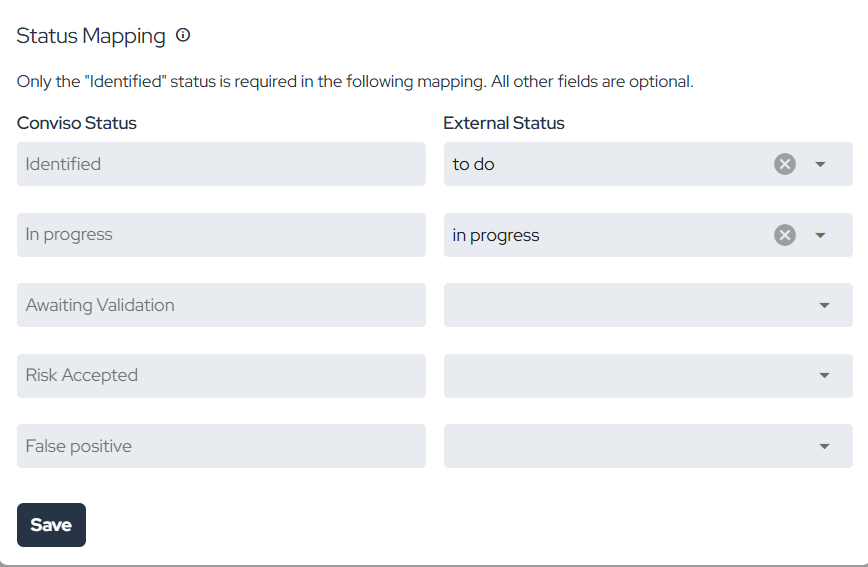 Status Mapping
Only the "Identified" status is required in the following mapping. All other fields are optional.
Conviso Status External Status
Identified to do
In progress in progress
Awaiting Validation
Risk Accepted
False positive
Save